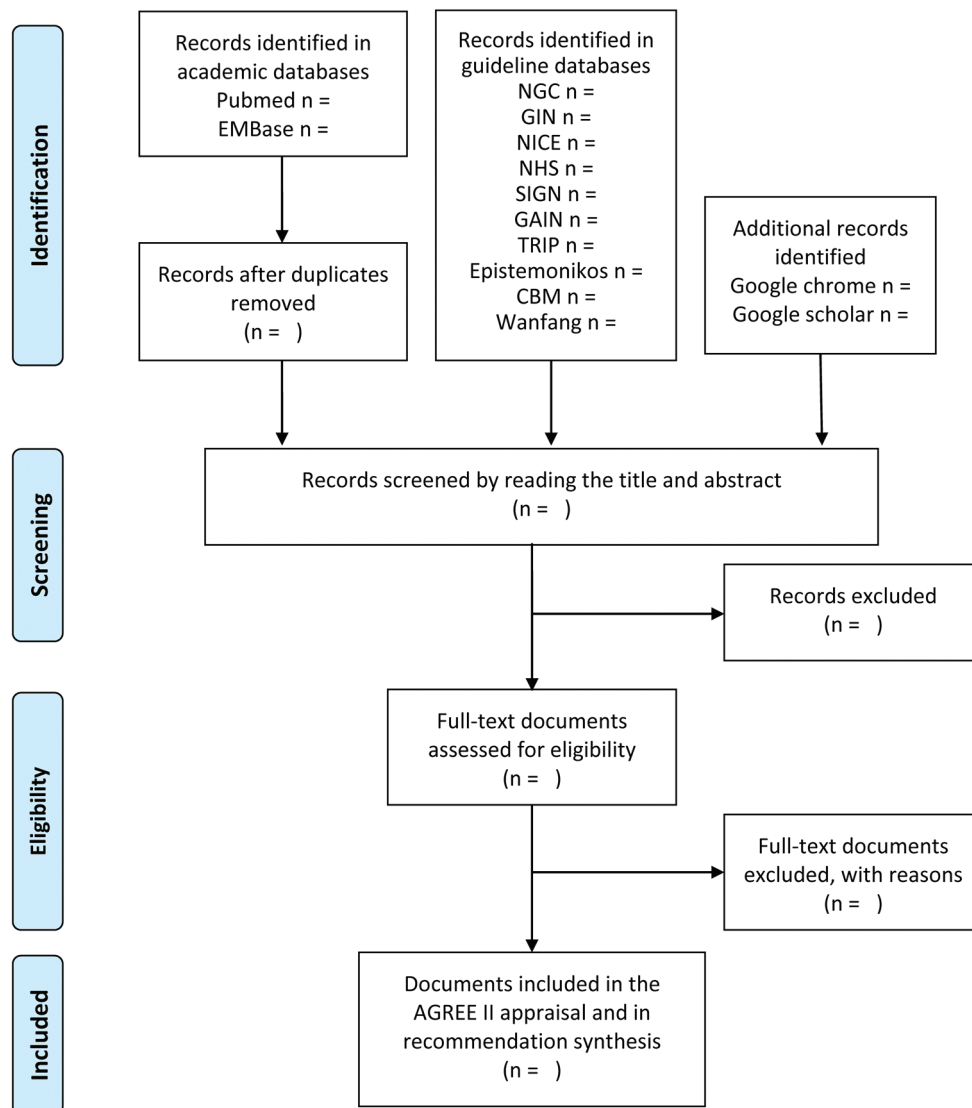 Identification
Records identified in
academic databases
Pubmed n =
EMBase n =
Records after duplicates
removed
(n =   )
Records identified in
guideline databases
NGC n =
GIN n =
NICE n =
NHS n =
SIGN n =
GAIN n =
TRIP n =
Epistemonikos n =
CBM n =
Wanfang n =
Additional records
identified
Google chrome n =
Google scholar n =
Screening
Records screened by reading the title and abstract
(n =   )
Records excluded
(n =   )
Eligibility
Full-text documents
assessed for eligibility
(n =   )
Full-text documents
excluded, with reasons
(n =   )
Included
Documents included in the
AGREE II appraisal and in
recommendation synthesis
(n =   )